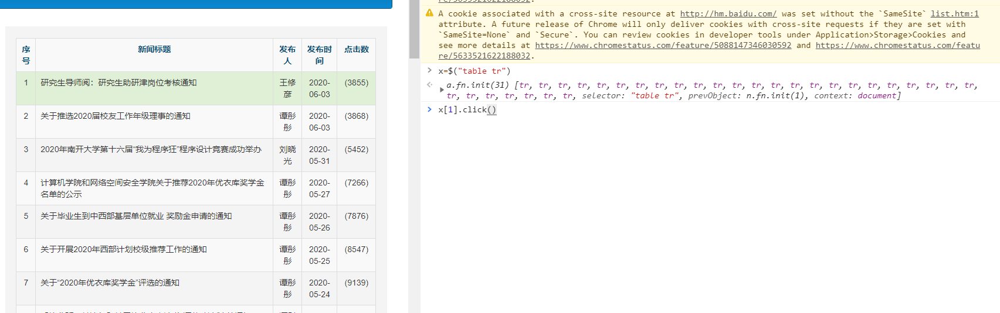 序号 新闻标题 发布人 发布时间 点击数
1 研究生导师阅：研究生助研津岗位考核通知 王修彦 2020-06-03 (3855)
2 关于推选2020届校友工作年级理事的通知 谭彤彤 2020-06-03 (3868)
3 2020年南开大学第十六届“我为程序狂”程序设计竞赛成功举办 刘晓光 2020-05-31 (5452)
4 计算机学院和网络空间安全学院关于推荐2020年优衣库奖学金名单的公示 谭彤彤 2020-05-27 (7266)
5 关于毕业生到中西部基层单位就业 奖励金申请的通知 谭彤彤 2020-05-26 (7876)
6 关于开展2020年西部计划校级推荐工作的通知 谭彤彤 2020-05-25 (8547)
7 关于“2020年优衣库奖学金”评选的通知 谭彤彤 2020-05-24 (9139)
re/5633521622188032.
A cookie associated with a cross-site resource at http://hm.baidu.com/ was set without the `SameSite` list.htm:1
attribute. A future release of Chrome will only deliver cookies with cross-site requests if they are set with
`SameSite=None` and `Secure`. You can review cookies in developer tools under Application>Storage>Cookies and
see more details at https://www.chromestatus.com/feature/5088147346030592 and https://www.chromestatus.com/featu
re/5633521622188032.
> x=$("table tr")
a.fn.init(31) [tr, tr, tr, tr, tr, tr, tr, tr, tr, tr, tr, tr, tr, tr, tr, tr, tr, tr, tr, tr, tr, tr, tr, tr,
tr, tr, tr, tr, tr, tr, tr, selector: "table tr", prevObject: n.fn.init(1), context: document]
> x[1].click()